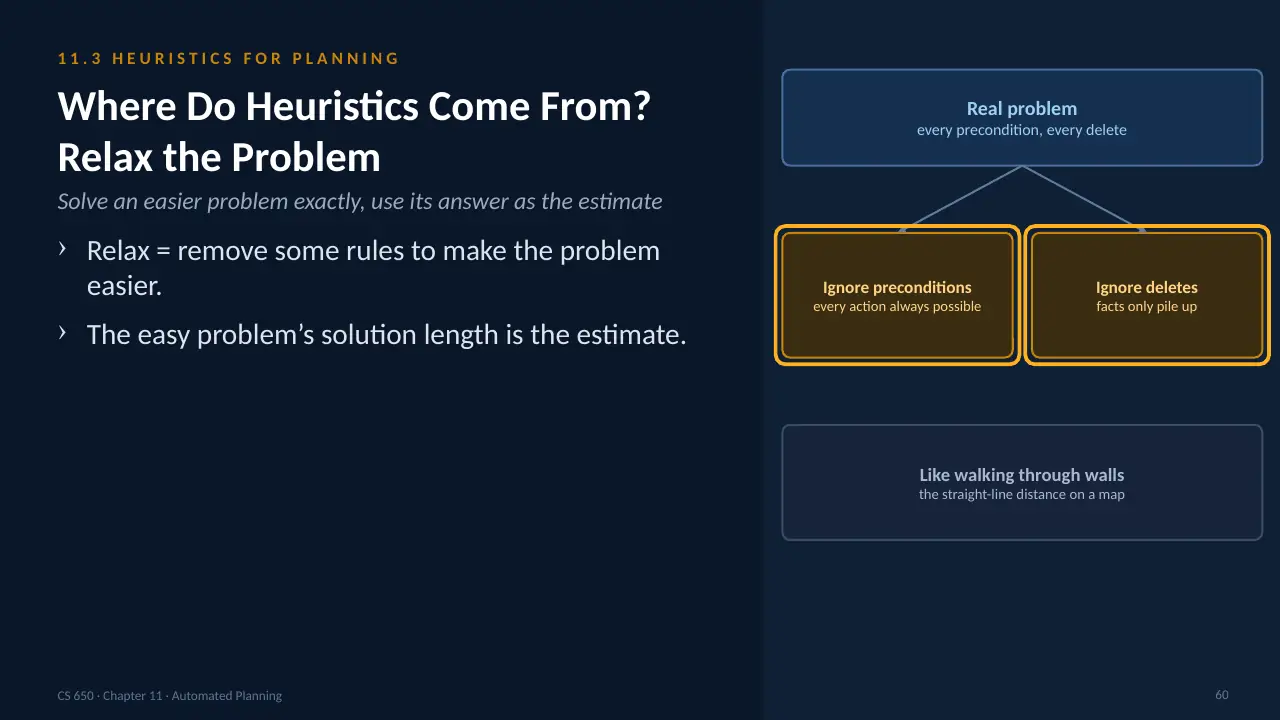 11.3 HEURISTICS FOR PLANNING
Where Do Heuristics Come From?
Relax the Problem
Solve an easier problem exactly, use its answer as the estimate
› Relax = remove some rules to make the problem
easier.
› The easy problem’s solution length is the estimate.
Real problem
every precondition, every delete
Ignore preconditions
every action always possible
Ignore deletes
facts only pile up
Like walking through walls
the straight-line distance on a map
CS 650 · Chapter 11 · Automated Planning
60